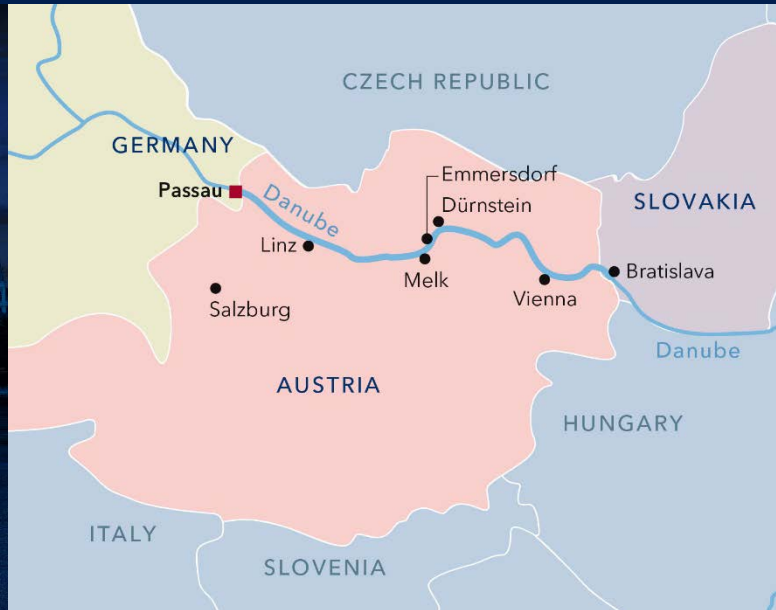 CZECH REPUBLIC
GERMANY
Passau
Danube
Emmersdorf
Dürnstein
SLOVAKIA
Linz
Melk
Bratislava
Salzburg
Vienna
Danube
AUSTRIA
HUNGARY
ITALY
SLOVENIA